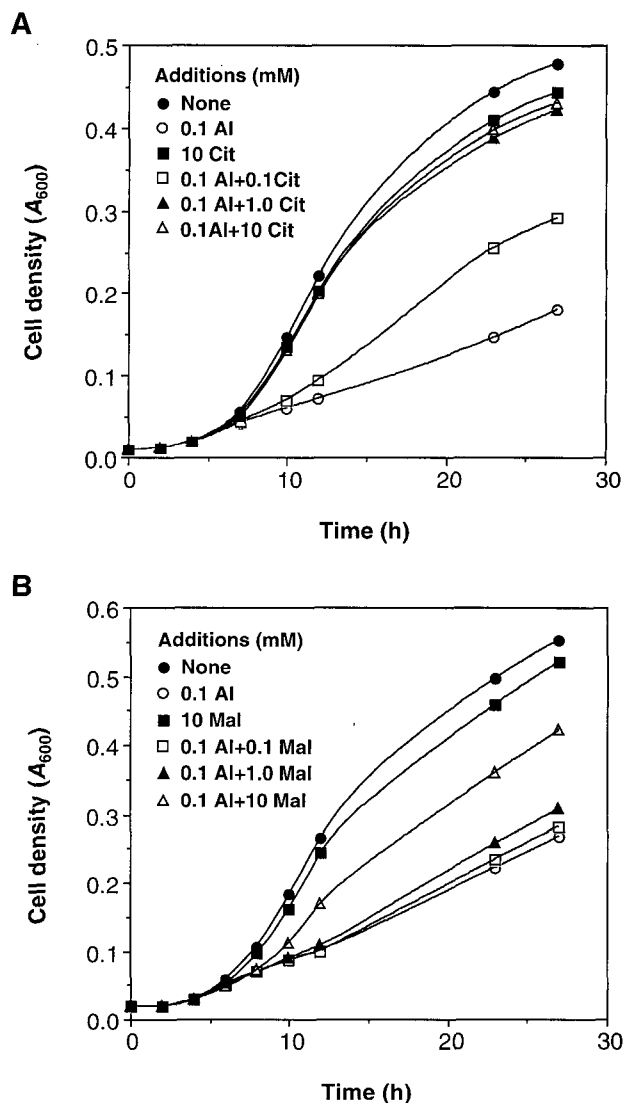 A
0.5
0.4
0.3
0.2
0.1
0.0
Cell density (A600)
Additions (mM)
None
0.1 Al
10 Cit
0.1 Al+0.1Cit
0.1 Al+1.0 Cit
0.1Al+10 Cit
0
10
20
30
Time (h)
B
0.6
0.5
0.4
0.3
0.2
0.1
0.0
Cell density (A600)
Additions (mM)
None
0.1 Al
10 Mal
0.1 Al+0.1 Mal
0.1 Al+1.0 Mal
0.1 Al+10 Mal
0
10
20
30
Time (h)